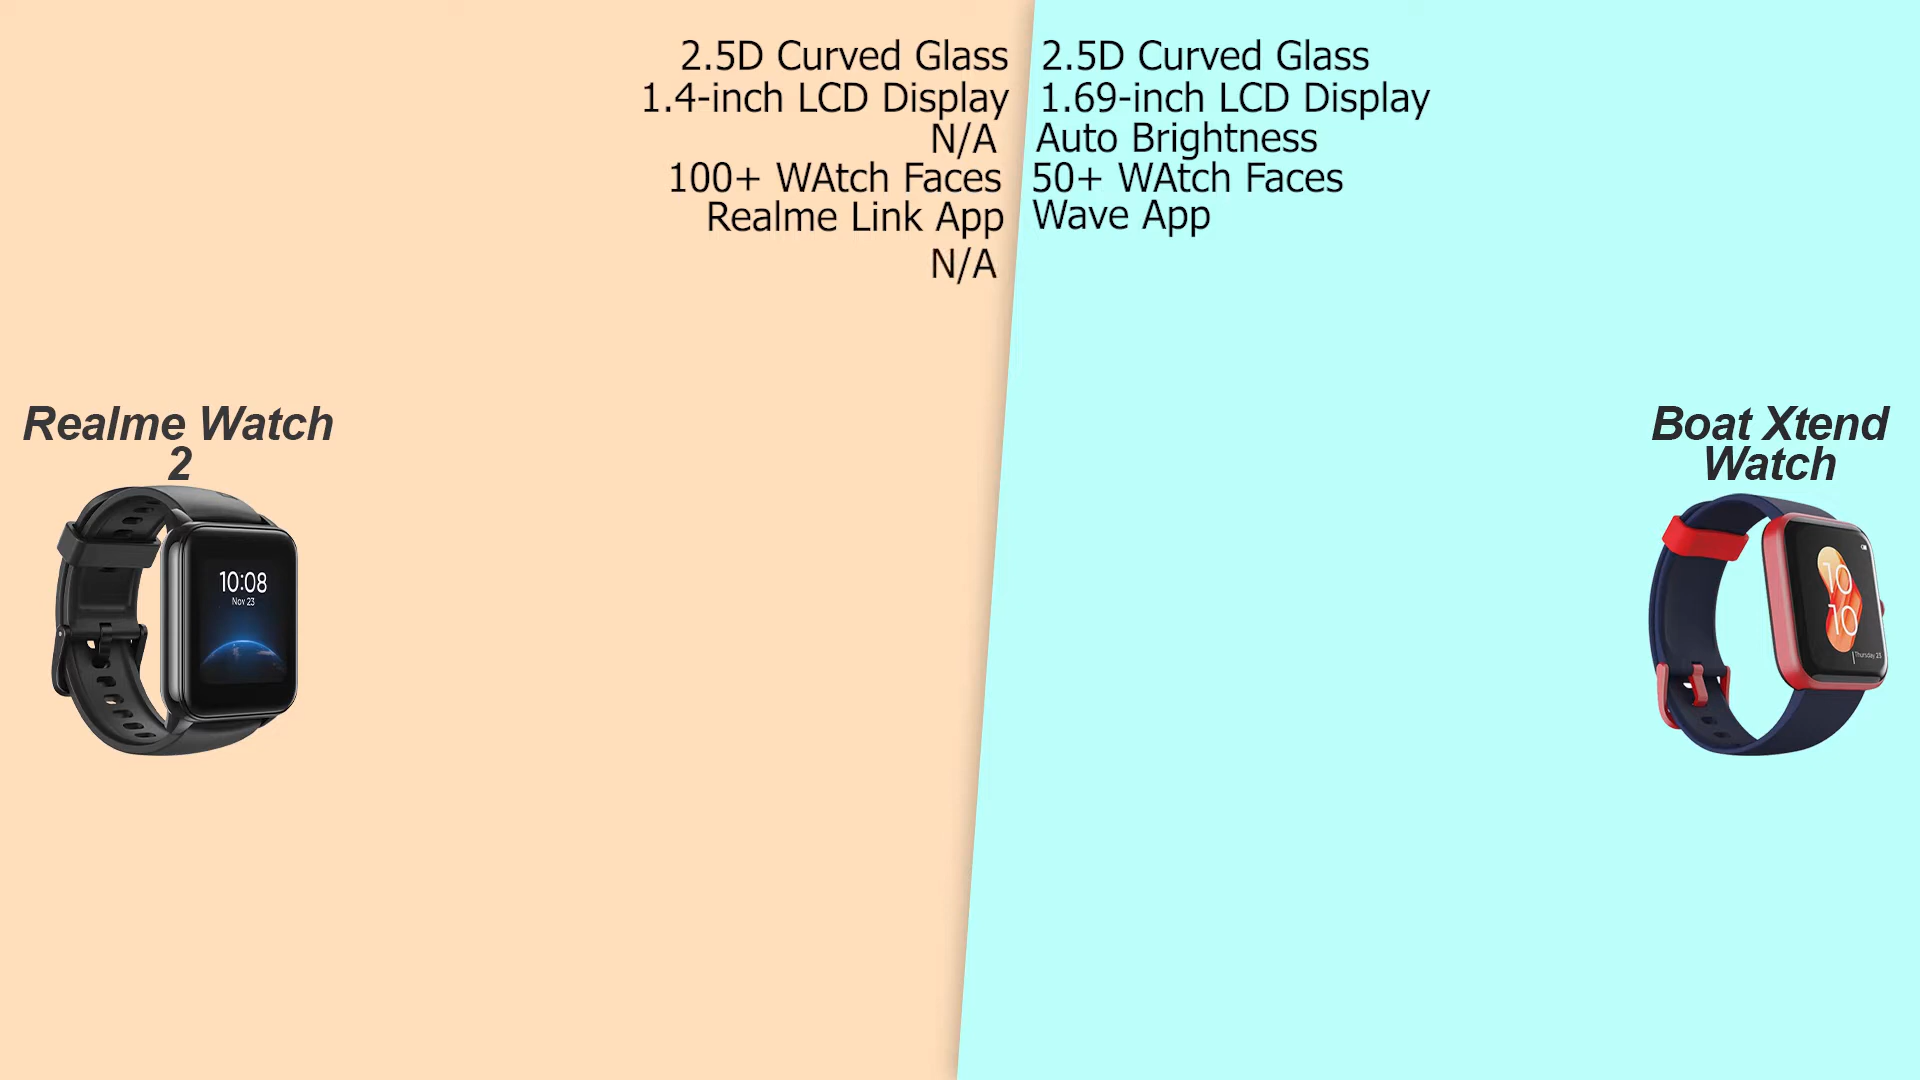 2.5D Curved Glass
1.4-inch LCD Display
N/A
100+ WAtch Faces
Realme Link App
N/A
2.5D Curved Glass
1.69-inch LCD Display
Auto Brightness
50+ WAtch Faces
Wave App
Realme Watch
2
10:08
Nov 23
Boat Xtend
Watch
10
10
Thursday 23